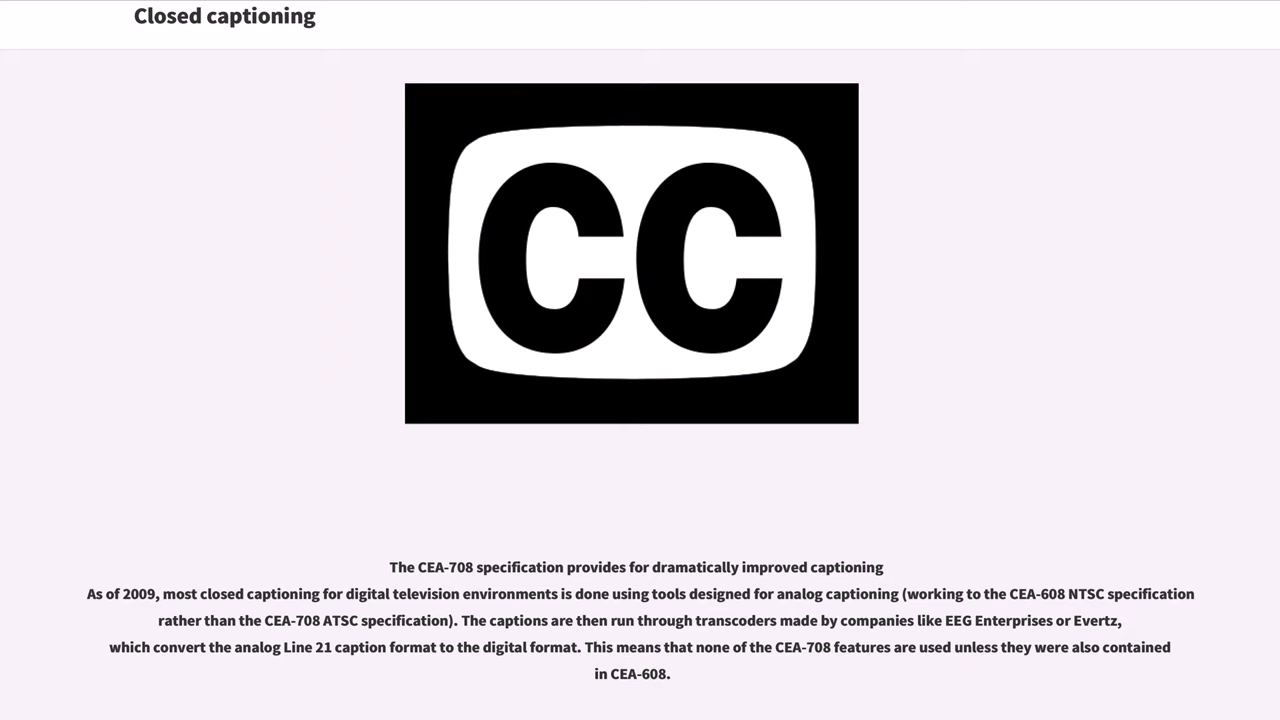 Closed captioning
CC
The CEA-708 specification provides for dramatically improved captioning
As of 2009, most closed captioning for digital television environments is done using tools designed for analog captioning (working to the CEA-608 NTSC specification
rather than the CEA-708 ATSC specification). The captions are then run through transcoders made by companies like EEG Enterprises or Evertz,
which convert the analog Line 21 caption format to the digital format. This means that none of the CEA-708 features are used unless they were also contained
in CEA-608.